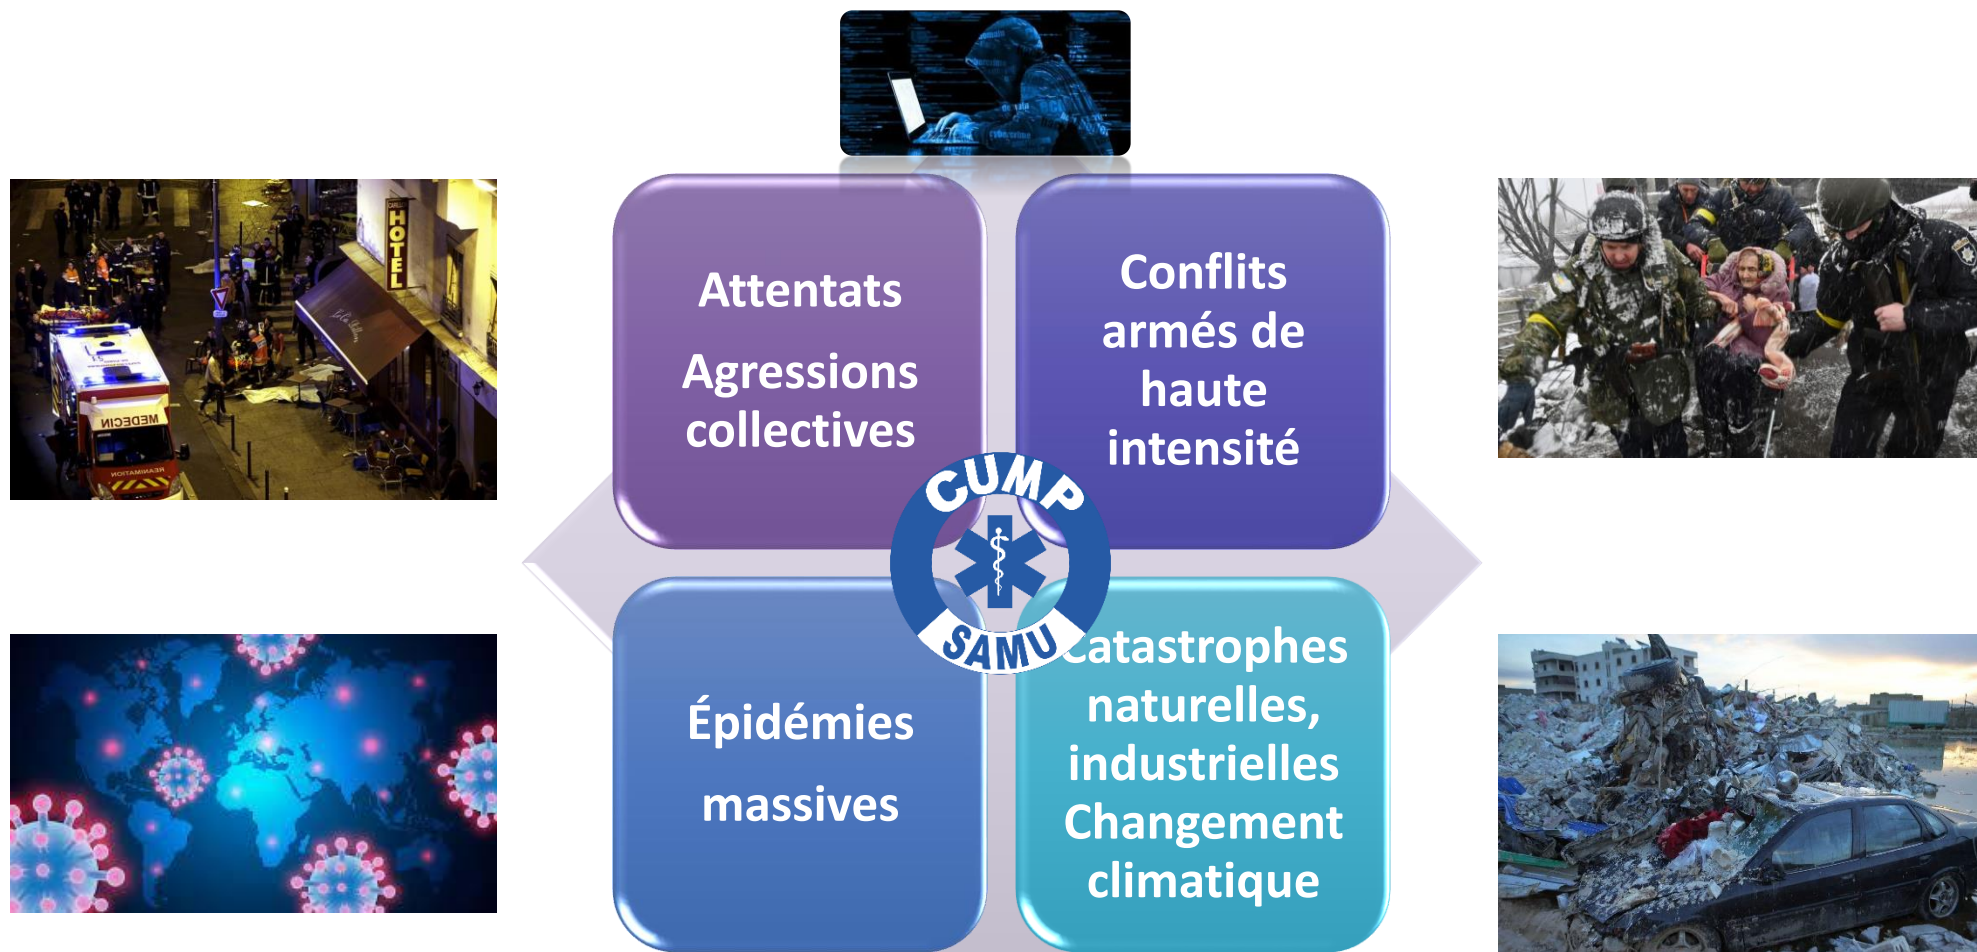 HOTEL
MEDECIN
REANIMATION
Attentats
Agressions
collectives
Conflits
armés de
haute
intensité
CUMP
SAMU
Épidémies
massives
Catastrophes
naturelles,
industrielles
Changement
climatique